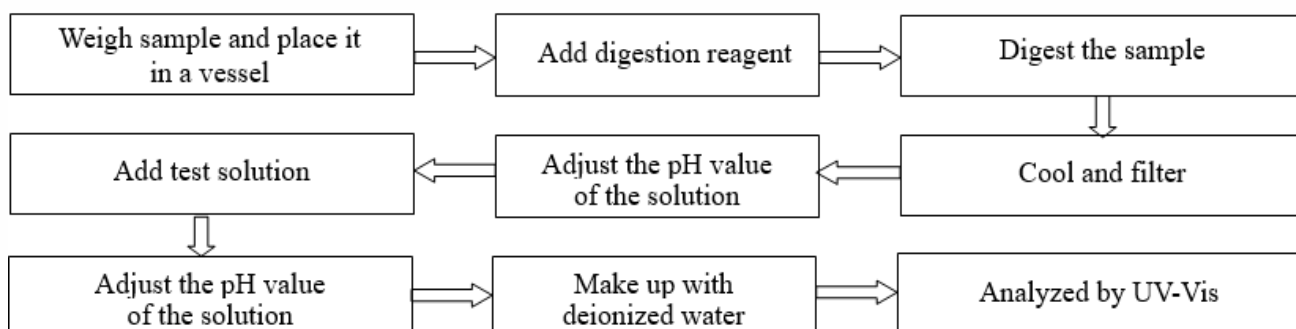 Weigh sample and place it
in a vessel
Add digestion reagent
Digest the sample
Cool and filter
Adjust the pH value
of the solution
Add test solution
Adjust the pH value
of the solution
Make up with
deionized water
Analyzed by UV-Vis